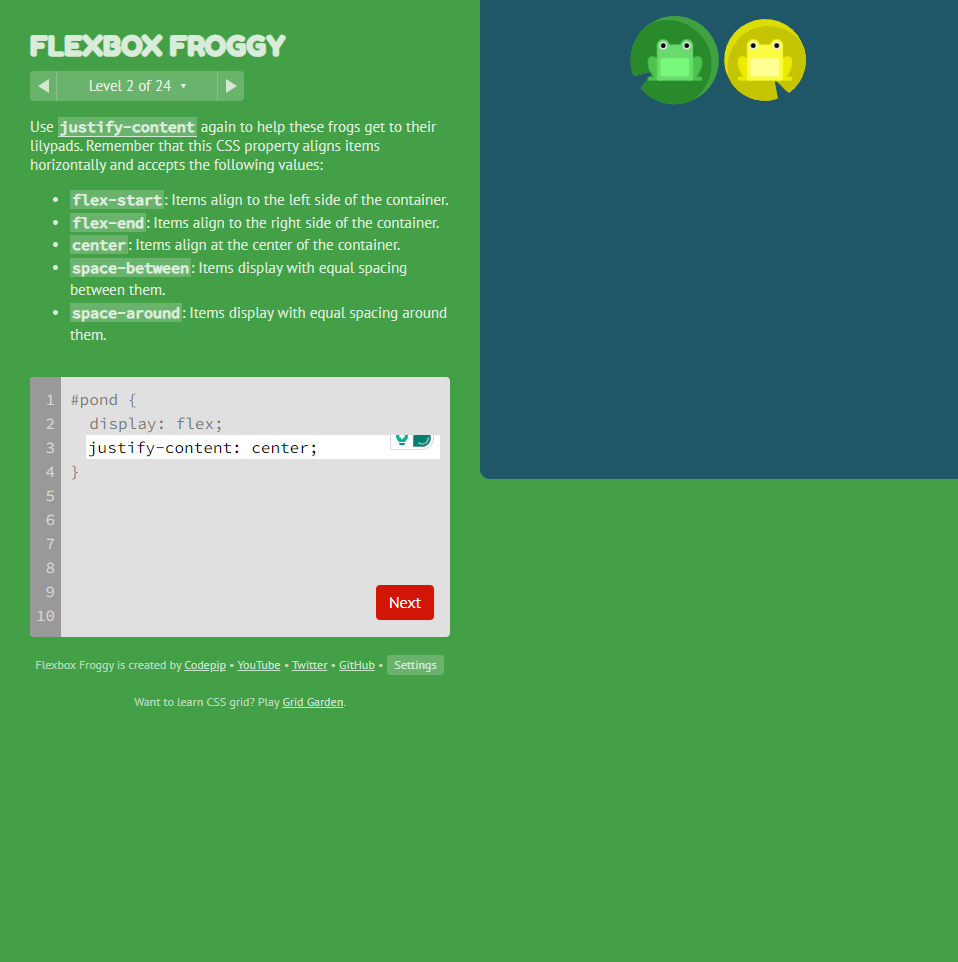 FLEXBOX FROGGY
Level 2 of 24
Use justify-content again to help these frogs get to their
lilypads. Remember that this CSS property aligns items
horizontally and accepts the following values:
• flex-start: Items align to the left side of the container.
• flex-end: Items align to the right side of the container.
• center: Items align at the center of the container.
• space-between: Items display with equal spacing
between them.
• space-around: Items display with equal spacing around
them.
1 #pond {
2 display: flex;
3 justify-content: center;
4 }
5
6
7
8
9
10
Next
Flexbox Froggy is created by Codepip • YouTube • Twitter • GitHub • Settings
Want to learn CSS grid? Play Grid Garden.